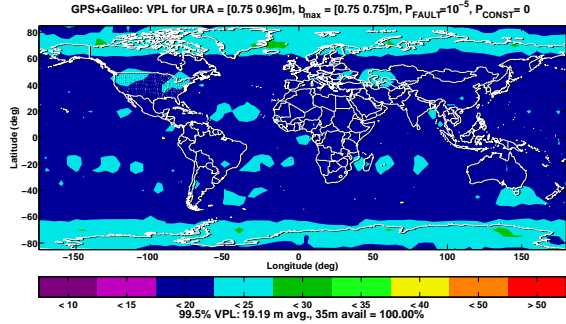 GPS+Galileo: VPL for URA = [0.75 0.96]m, b_max = [0.75 0.75]m, P_FAULT=10^-5, P_CONST= 0
80
60
40
20
0
−20
−40
−60
−80
Latitude (deg)
−150 −100 −50 0 50 100 150
Longitude (deg)
< 10 < 15 < 20 < 25 < 30 < 35 < 40 < 50 > 50
99.5% VPL: 19.19 m avg., 35m avail = 100.00%